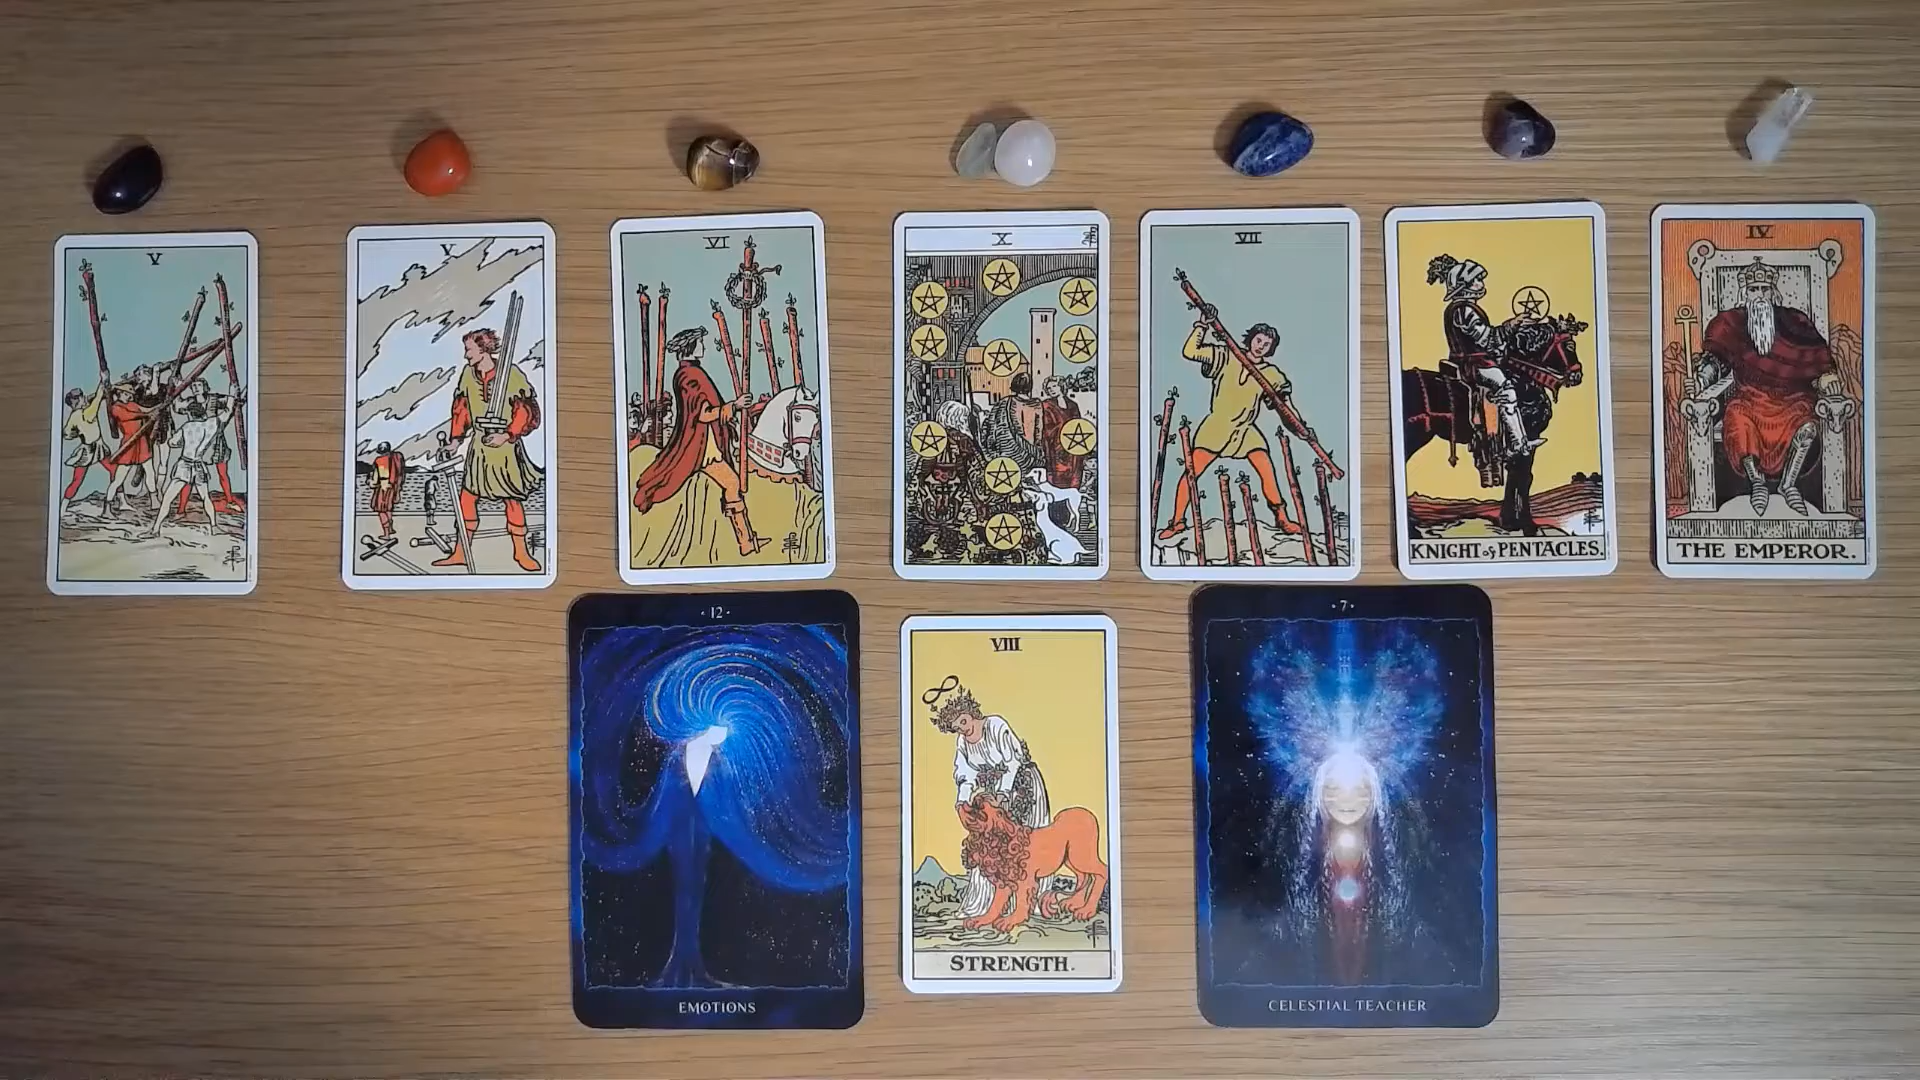 V
V
VI
X
VII
KNIGHT of PENTACLES.
IV
THE EMPEROR.
·12·
EMOTIONS
VIII
STRENGTH.
·7·
CELESTIAL TEACHER